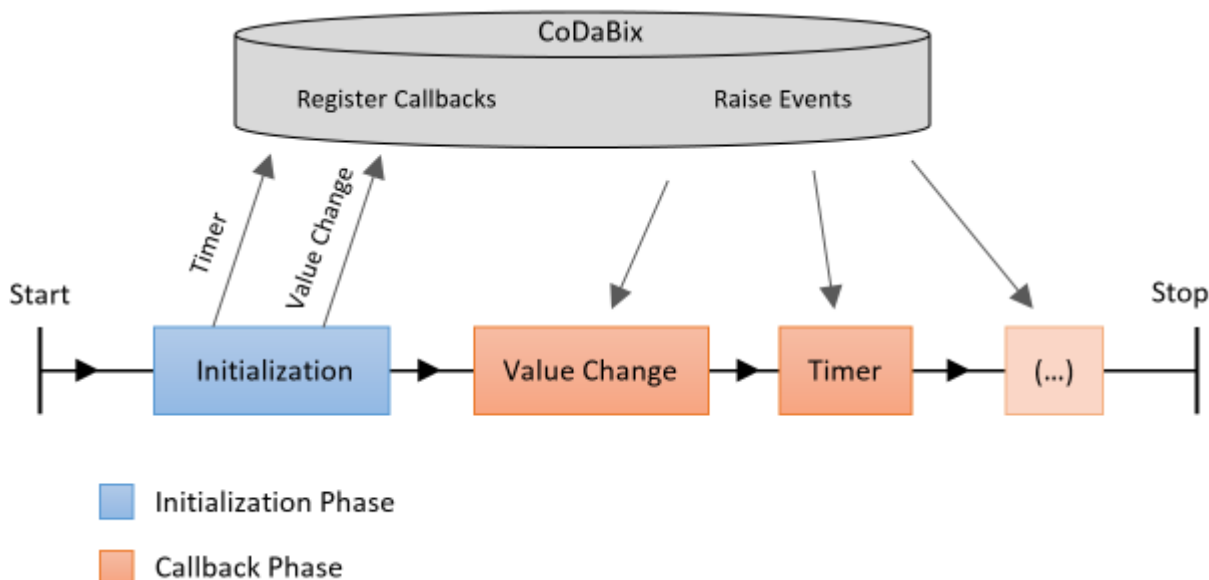 CoDaBix
Register Callbacks
Raise Events
Timer
Value Change
Start
Stop
Initialization
Value Change
Timer
(...)
Initialization Phase
Callback Phase